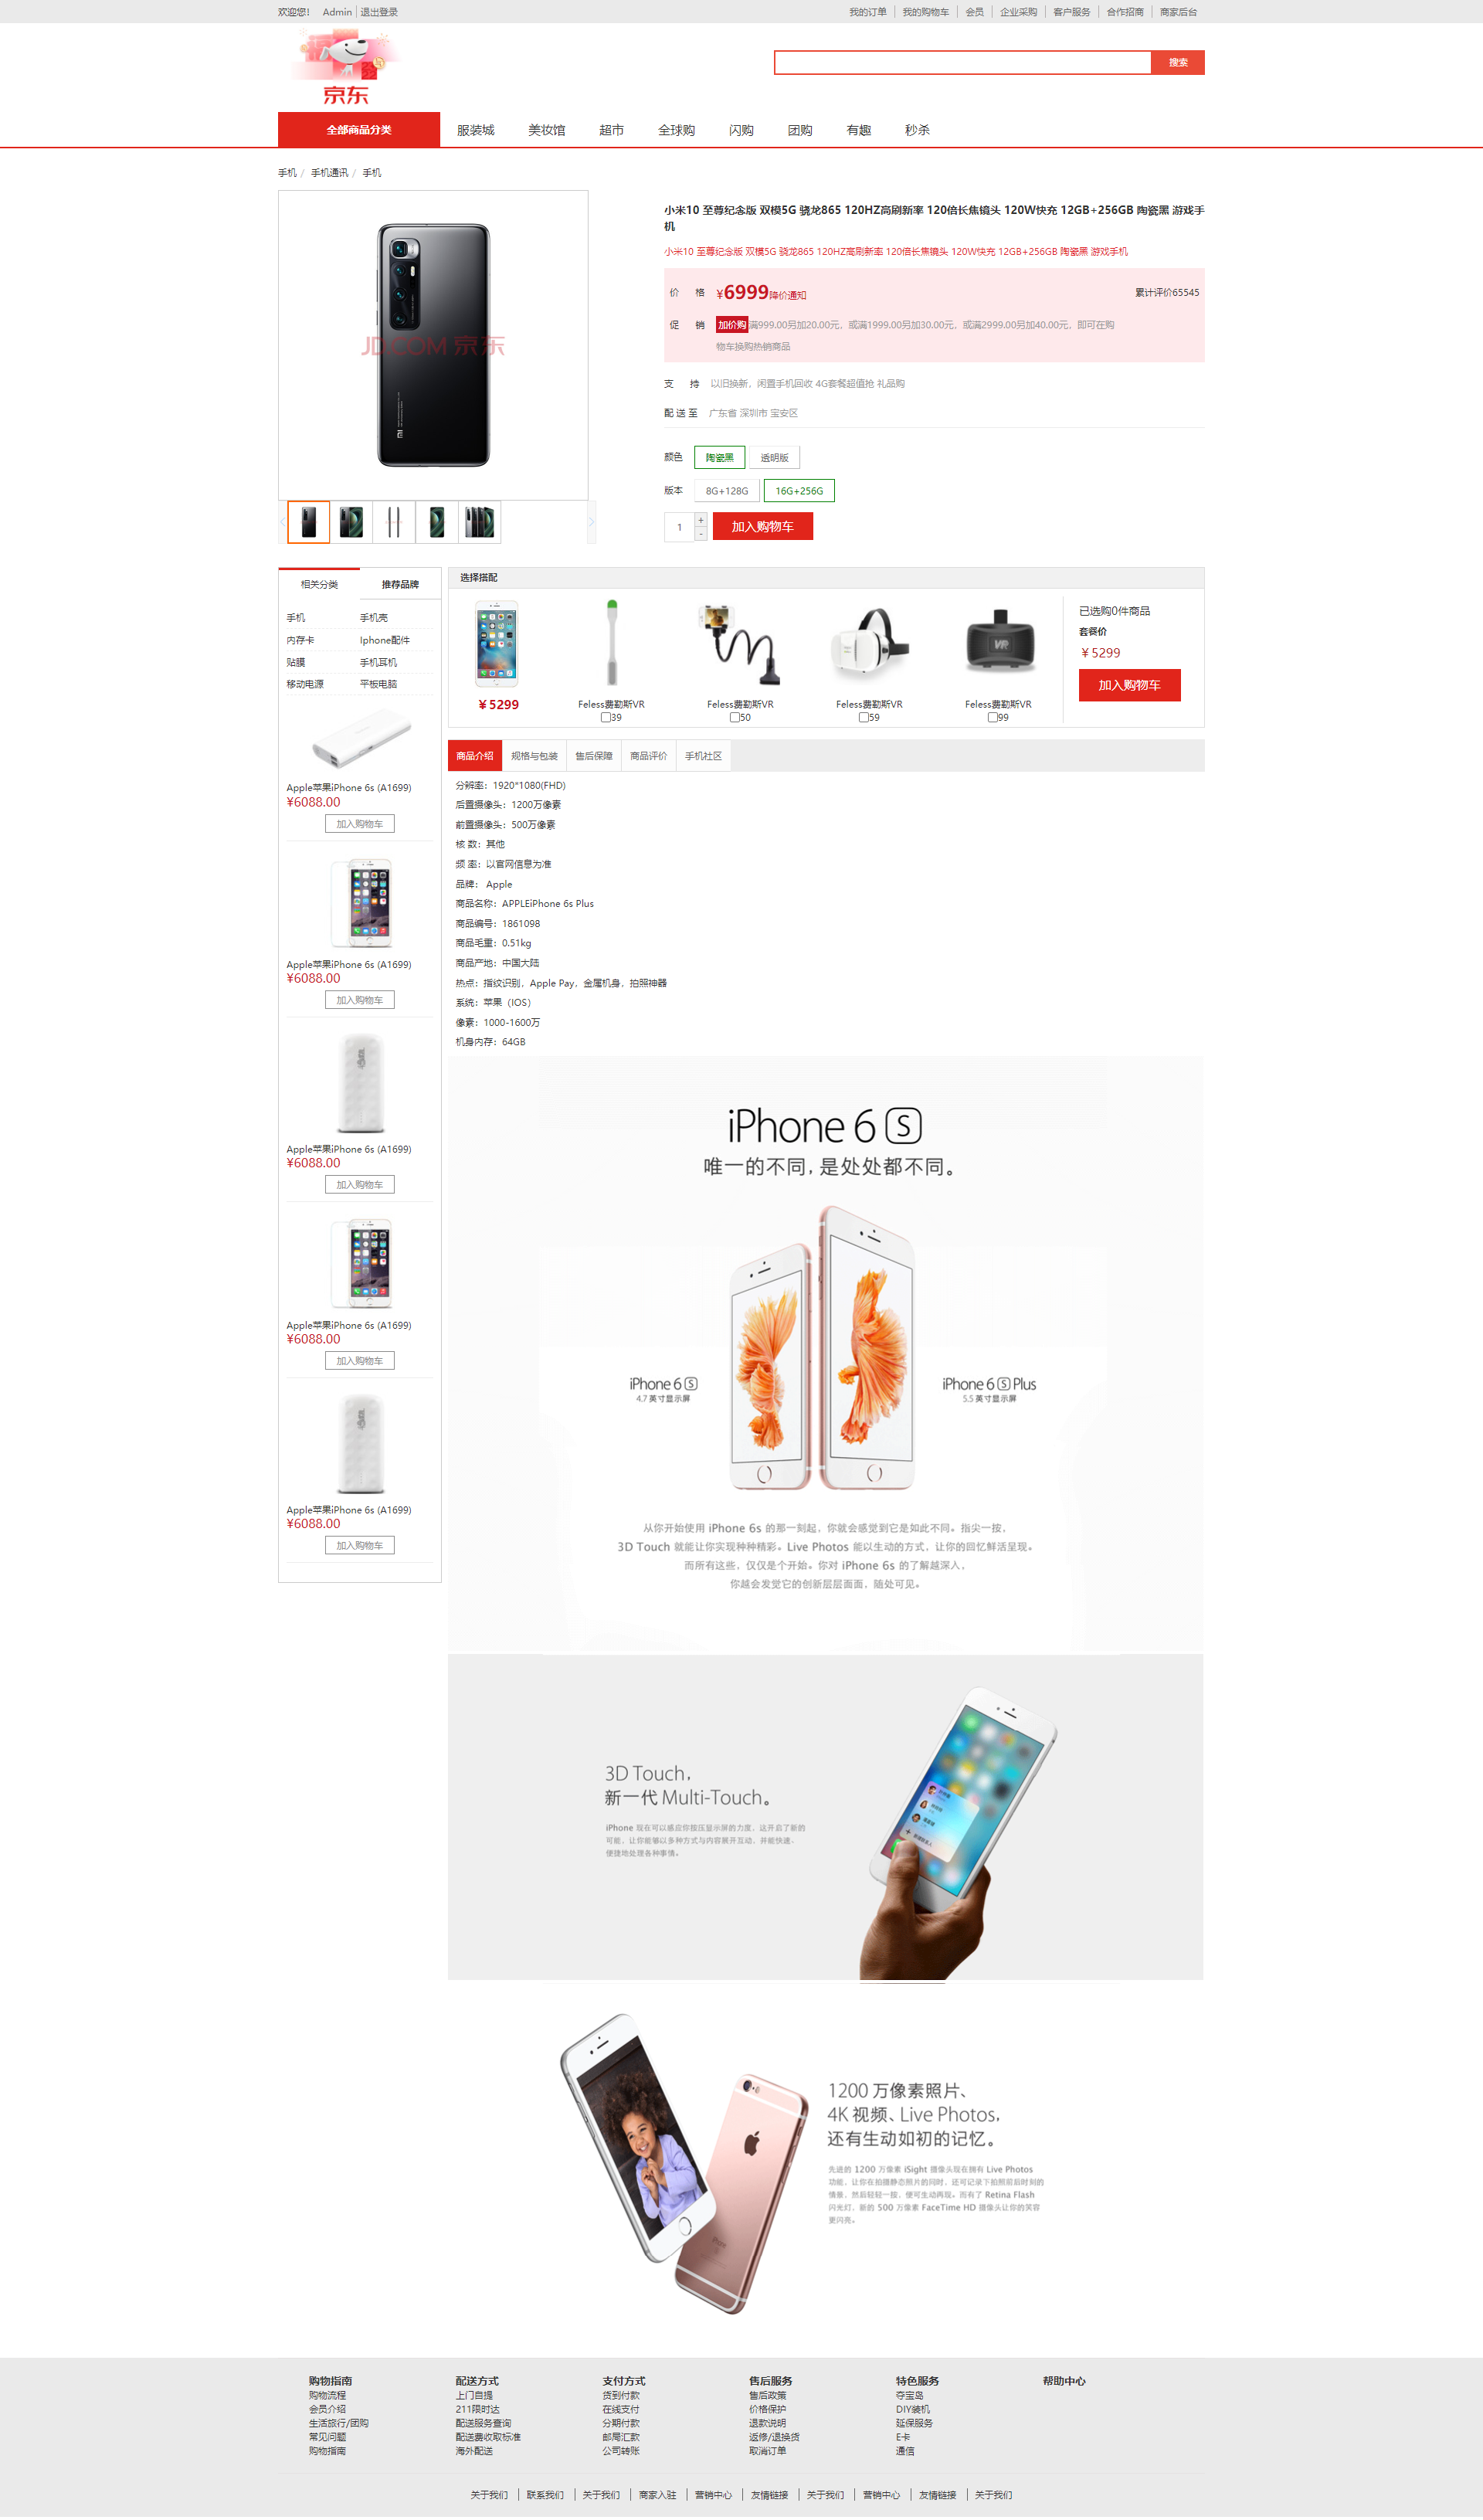 欢迎您! Admin 退出登录
我的订单 我的购物车 会员 企业采购 客户服务 合作招商 商家后台
京东
搜索
全部商品分类 服装城 美妆馆 超市 全球购 闪购 团购 有趣 秒杀
手机 / 手机通讯 / 手机
JD.COM 京东
小米10 至尊纪念版 双模5G 骁龙865 120HZ高刷新率 120倍长焦镜头 120W快充 12GB+256GB 陶瓷黑 游戏手
机
小米10 至尊纪念版 双模5G 骁龙865 120HZ高刷新率 120倍长焦镜头 120W快充 12GB+256GB 陶瓷黑 游戏手机
价 格 ¥6999降价通知 累计评价65545
促 销 加价购满999.00另加20.00元，或满1999.00另加30.00元，或满2999.00另加40.00元，即可在购
物车换购热销商品
支 持 以旧换新，闲置手机回收 4G套餐超值抢 礼品购
配 送 至 广东省 深圳市 宝安区
颜色 陶瓷黑 透明版
版本 8G+128G 16G+256G
1 + - 加入购物车
相关分类 推荐品牌
手机 手机壳
内存卡 Iphone配件
贴膜 手机耳机
移动电源 平板电脑
Apple苹果iPhone 6s (A1699)
¥6088.00
加入购物车
Apple苹果iPhone 6s (A1699)
¥6088.00
加入购物车
Apple苹果iPhone 6s (A1699)
¥6088.00
加入购物车
Apple苹果iPhone 6s (A1699)
¥6088.00
加入购物车
Apple苹果iPhone 6s (A1699)
¥6088.00
加入购物车
选择搭配
VR
￥5299
Feless费勒斯VR
39
Feless费勒斯VR
50
Feless费勒斯VR
59
Feless费勒斯VR
99
已选购0件商品
套餐价
￥5299
加入购物车
商品介绍 规格与包装 售后保障 商品评价 手机社区
分辨率：1920*1080(FHD)
后置摄像头：1200万像素
前置摄像头：500万像素
核 数：其他
频 率：以官网信息为准
品牌： Apple
商品名称：APPLEiPhone 6s Plus
商品编号：1861098
商品毛重：0.51kg
商品产地：中国大陆
热点：指纹识别，Apple Pay，金属机身，拍照神器
系统：苹果（IOS）
像素：1000-1600万
机身内存：64GB
iPhone 6 S
唯一的不同，是处处都不同。
iPhone 6 S
4.7 英寸显示屏
iPhone 6 S Plus
5.5 英寸显示屏
从你开始使用 iPhone 6s 的那一刻起，你就会感觉到它是如此不同。指尖一按，
3D Touch 就能让你实现种种精彩。Live Photos 能以生动的方式，让你的回忆鲜活呈现。
而所有这些，仅仅是个开始。你对 iPhone 6s 的了解越深入，
你越会发觉它的创新层层面面，随处可见。
3D Touch，
新一代 Multi-Touch。
iPhone 现在可以感应你按压显示屏的力度，这开启了新的
可能，让你能够以多种方式与内容展开互动，并能快速、
便捷地处理各种事情。
1200 万像素照片、
4K 视频、Live Photos，
还有生动如初的记忆。
先进的 1200 万像素 iSight 摄像头现在拥有 Live Photos
功能，让你在拍摄静态照片的同时，还可记录下拍照前后时刻的
情景，然后轻轻一按，便可生动再现。而有了 Retina Flash
闪光灯，新的 500 万像素 FaceTime HD 摄像头让你的笑容
更闪亮。
购物指南 配送方式 支付方式 售后服务 特色服务 帮助中心
购物流程 上门自提 货到付款 售后政策 夺宝岛
会员介绍 211限时达 在线支付 价格保护 DIY装机
生活旅行/团购 配送服务查询 分期付款 退款说明 延保服务
常见问题 配送费收取标准 邮局汇款 返修/退换货 E卡
购物指南 海外配送 公司转账 取消订单 通信
关于我们 联系我们 关于我们 商家入驻 营销中心 友情链接 关于我们 营销中心 友情链接 关于我们